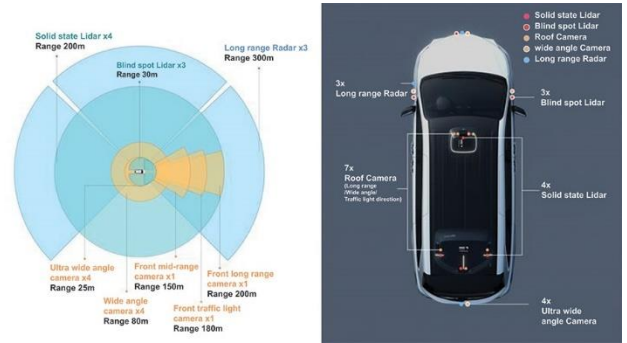 Solid state Lidar x4
Range 200m
Blind spot Lidar x3
Range 30m
Long range Radar x3
Range 300m
Ultra wide angle
camera x4
Range 25m
Wide angle
camera x4
Range 80m
Front mid-range
camera x1
Range 150m
Front traffic light
camera x1
Range 180m
Front long range
camera x1
Range 200m
Solid state Lidar
Blind spot Lidar
Roof Camera
wide angle Camera
Long range Radar
3x
Long range Radar
3x
Blind spot Lidar
7x
Roof Camera
(Long range
/Wide angle/
Traffic light direction)
4x
Solid state Lidar
4x
Ultra wide
angle Camera